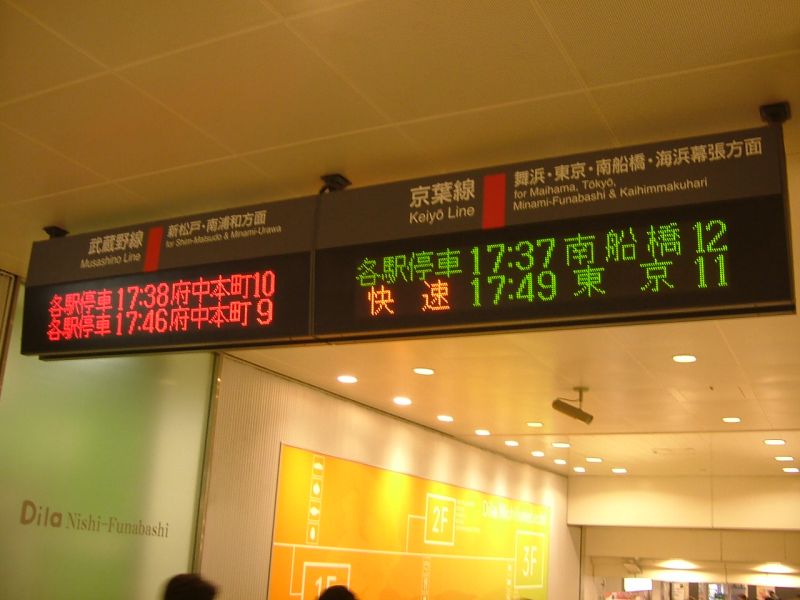 武蔵野線
Musashino Line
新松戸・南浦和方面
for Shim-Matsudo & Minami-Urawa
各駅停車 17:38 府中本町 10
各駅停車 17:46 府中本町 9
京葉線
Keiyō Line
舞浜・東京・南船橋・海浜幕張方面
for Maihama, Tōkyō,
Minami-Funabashi & Kaihimmakuhari
各駅停車 17:37 南船橋 12
快速 17:49 東京 11
Dila Nishi-Funabashi
2F
3F
1F